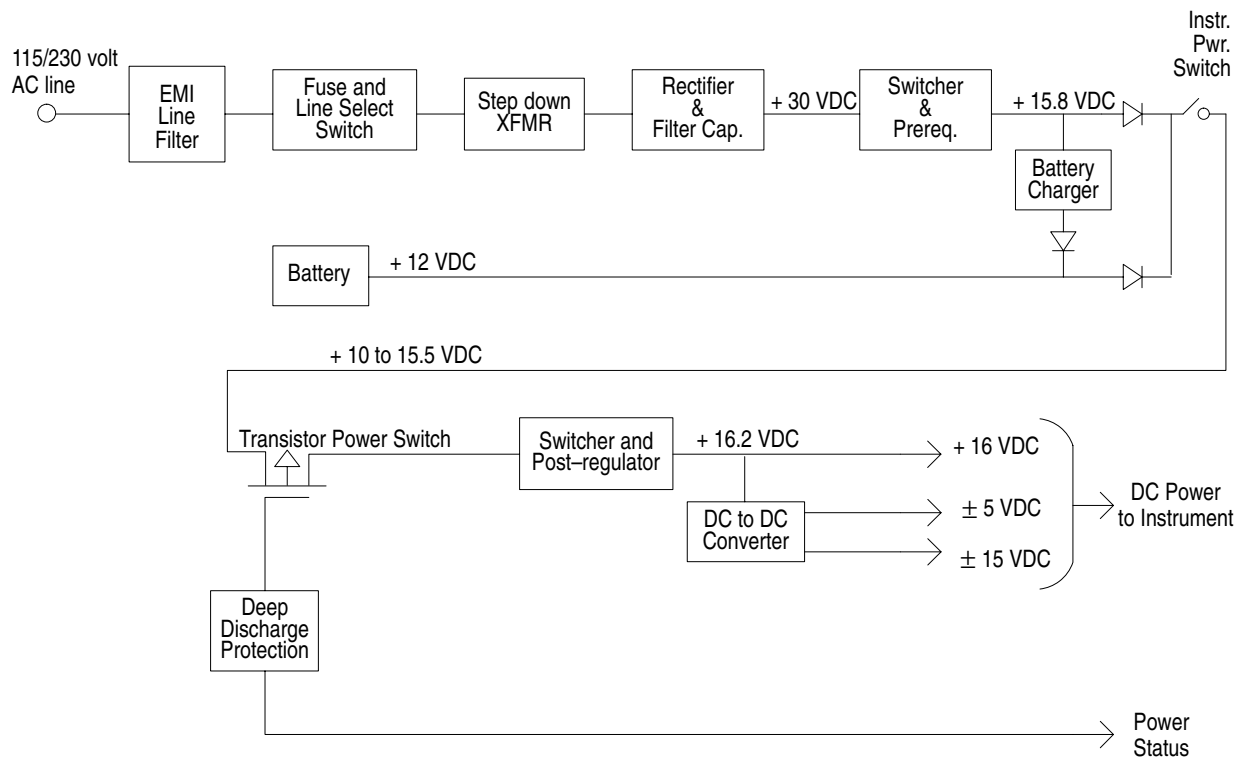 115/230 volt
AC line
EMI
Line
Filter
Fuse and
Line Select
Switch
Step down
XFMR
Rectifier
&
Filter Cap.
+ 30 VDC
Switcher
&
Prereq.
+ 15.8 VDC
Instr.
Pwr.
Switch
Battery
Charger
Battery
+ 12 VDC
+ 10 to 15.5 VDC
Transistor Power Switch
Switcher and
Post–regulator
+ 16.2 VDC
+ 16 VDC
DC to DC
Converter
± 5 VDC
± 15 VDC
DC Power
to Instrument
Deep
Discharge
Protection
Power
Status